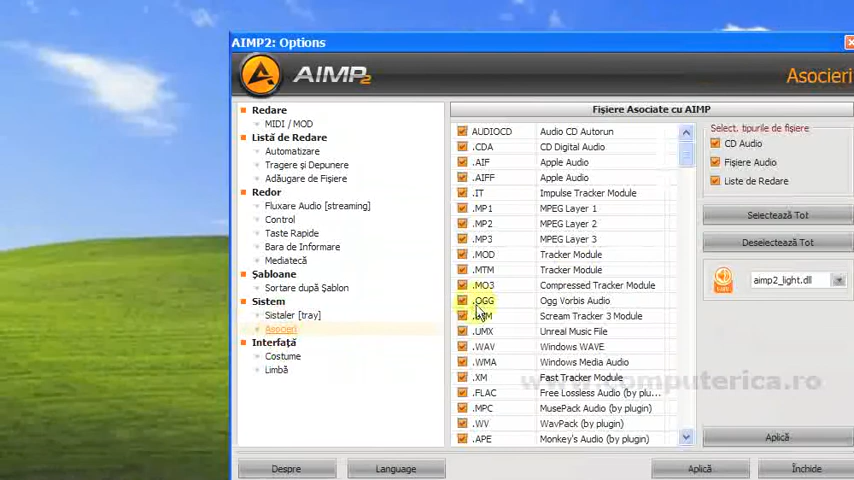 AIMP2: Options
AIMP2
Asocieri
Redare
MIDI / MOD
Listă de Redare
Automatizare
Tragere și Depunere
Adăugare de Fișiere
Redor
Fluxare Audio [streaming]
Control
Taste Rapide
Bara de Informare
Mediatecă
Șabloane
Sortare după Șablon
Sistem
Sistaler [tray]
Asocieri
Interfață
Costume
Limbă
Fișiere Asociate cu AIMP
AUDIOCD Audio CD Autorun
.CDA CD Digital Audio
.AIF Apple Audio
.AIFF Apple Audio
.IT Impulse Tracker Module
.MP1 MPEG Layer 1
.MP2 MPEG Layer 2
.MP3 MPEG Layer 3
.MOD Tracker Module
.MTM Tracker Module
.MO3 Compressed Tracker Module
.OGG Ogg Vorbis Audio
Scream Tracker 3 Module
.UMX Unreal Music File
.WAV Windows WAVE
.WMA Windows Media Audio
.XM Fast Tracker Module
.FLAC Free Lossless Audio (by plu...
.MPC MusePack Audio (by plugin)
.WV WavPack (by plugin)
.APE Monkey's Audio (by plugin)
Select. tipurile de fișiere
CD Audio
Fișiere Audio
Liste de Redare
Selectează Tot
Deselectează Tot
aimp2_light.dll
www.computerica.ro
Aplică
Despre
Language
Aplică
Închide